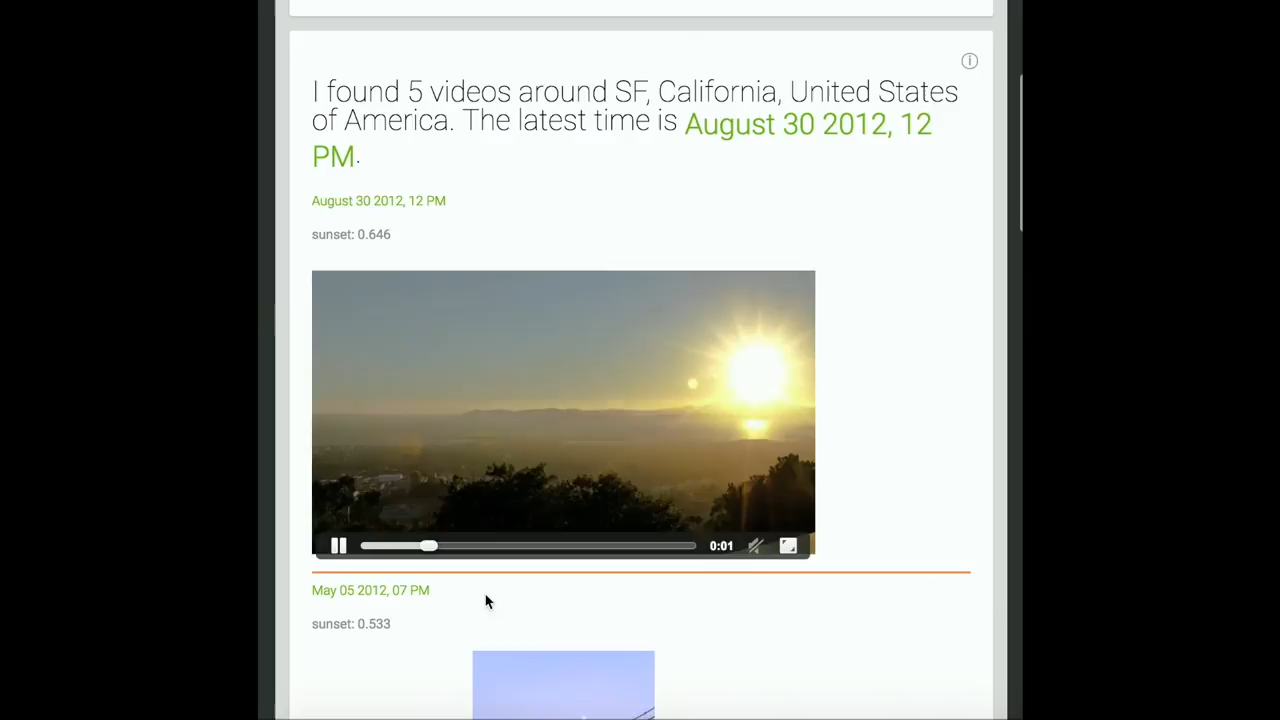 I found 5 videos around SF, California, United States
of America. The latest time is August 30 2012, 12
PM.
August 30 2012, 12 PM
sunset: 0.646
0:01
May 05 2012, 07 PM
sunset: 0.533